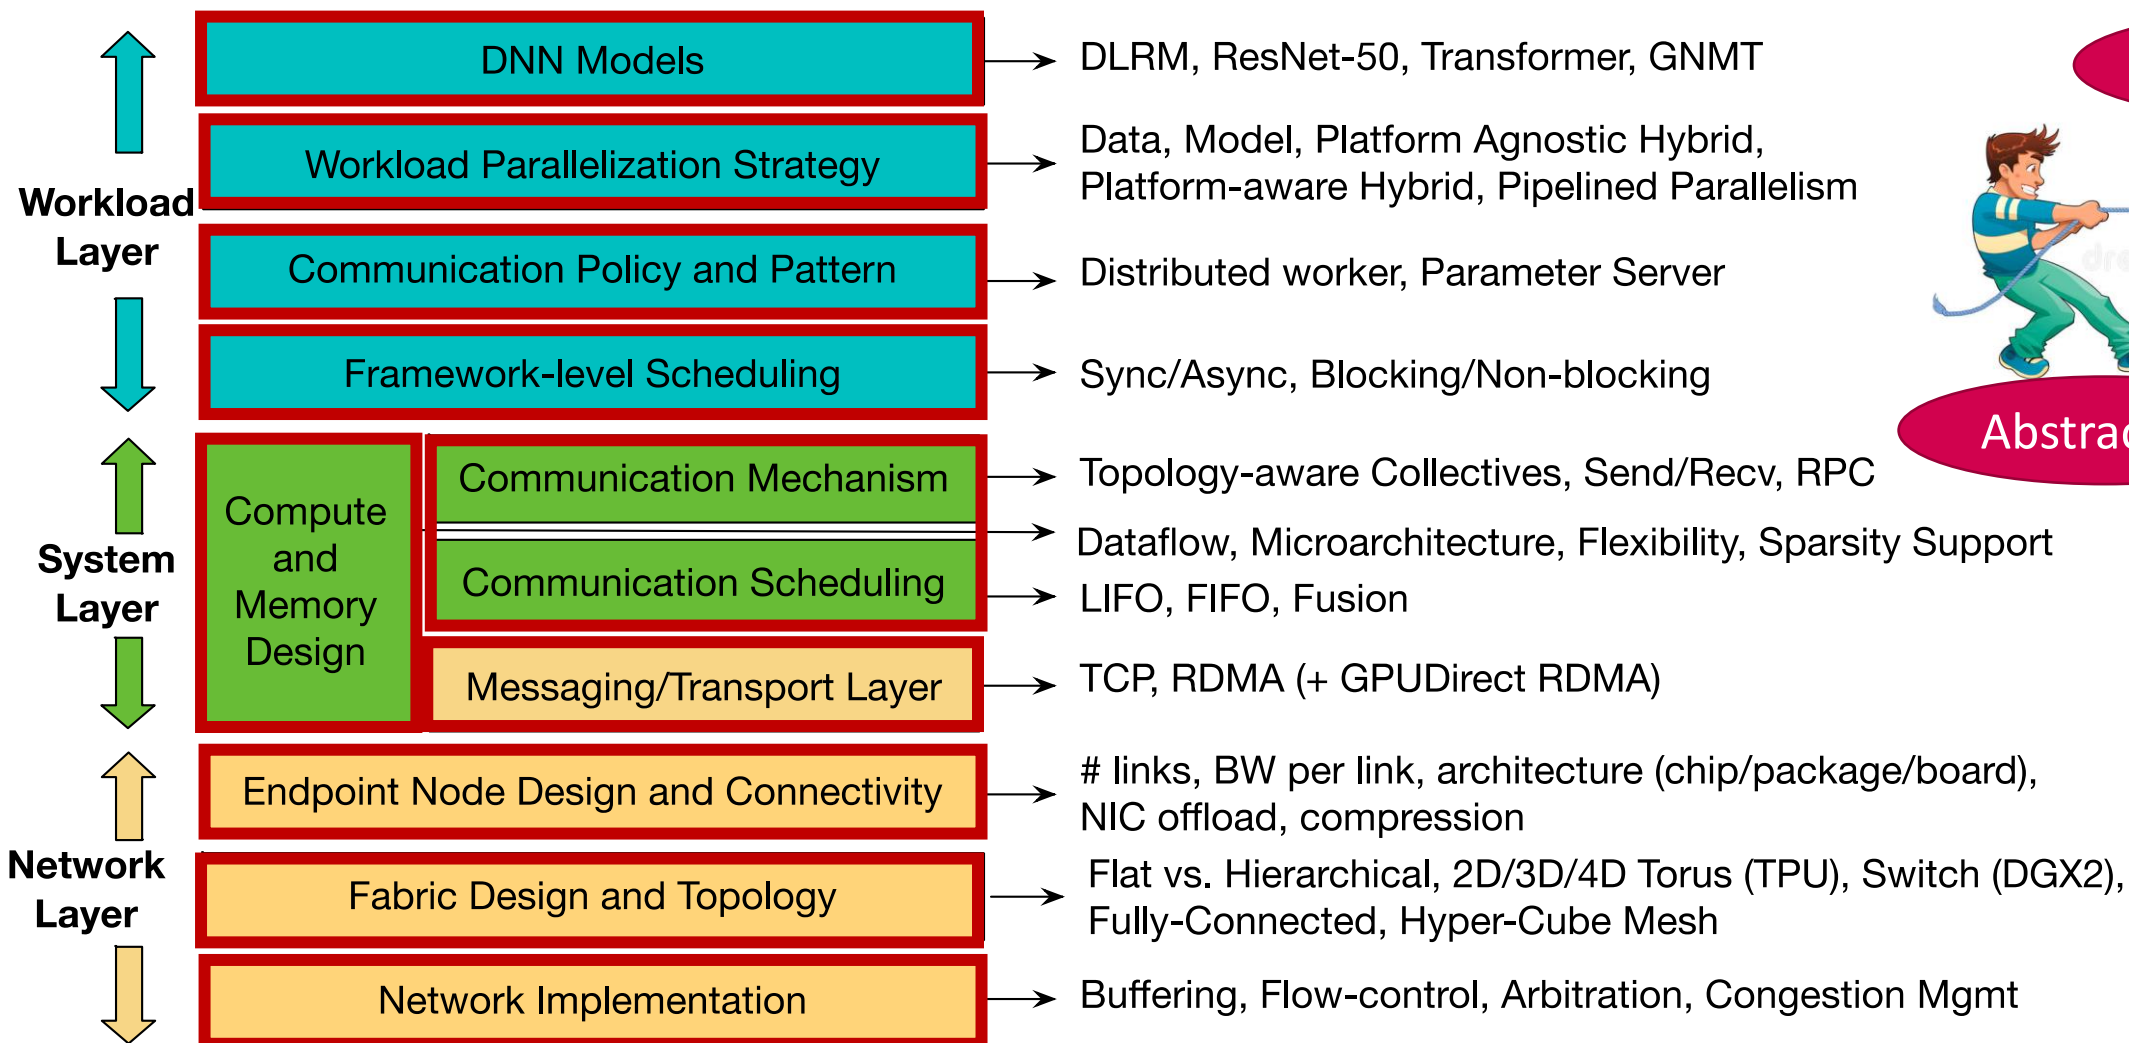 DNN Models
DLRM, ResNet-50, Transformer, GNMT
Workload Parallelization Strategy
Data, Model, Platform Agnostic Hybrid,
Platform-aware Hybrid, Pipelined Parallelism
Workload
Layer
Communication Policy and Pattern
Distributed worker, Parameter Server
Framework-level Scheduling
Sync/Async, Blocking/Non-blocking
System
Layer
Compute
and
Memory
Design
Communication Mechanism
Topology-aware Collectives, Send/Recv, RPC
Dataflow, Microarchitecture, Flexibility, Sparsity Support
Communication Scheduling
LIFO, FIFO, Fusion
Messaging/Transport Layer
TCP, RDMA (+ GPUDirect RDMA)
Network
Layer
Endpoint Node Design and Connectivity
# links, BW per link, architecture (chip/package/board),
NIC offload, compression
Fabric Design and Topology
Flat vs. Hierarchical, 2D/3D/4D Torus (TPU), Switch (DGX2),
Fully-Connected, Hyper-Cube Mesh
Network Implementation
Buffering, Flow-control, Arbitration, Congestion Mgmt